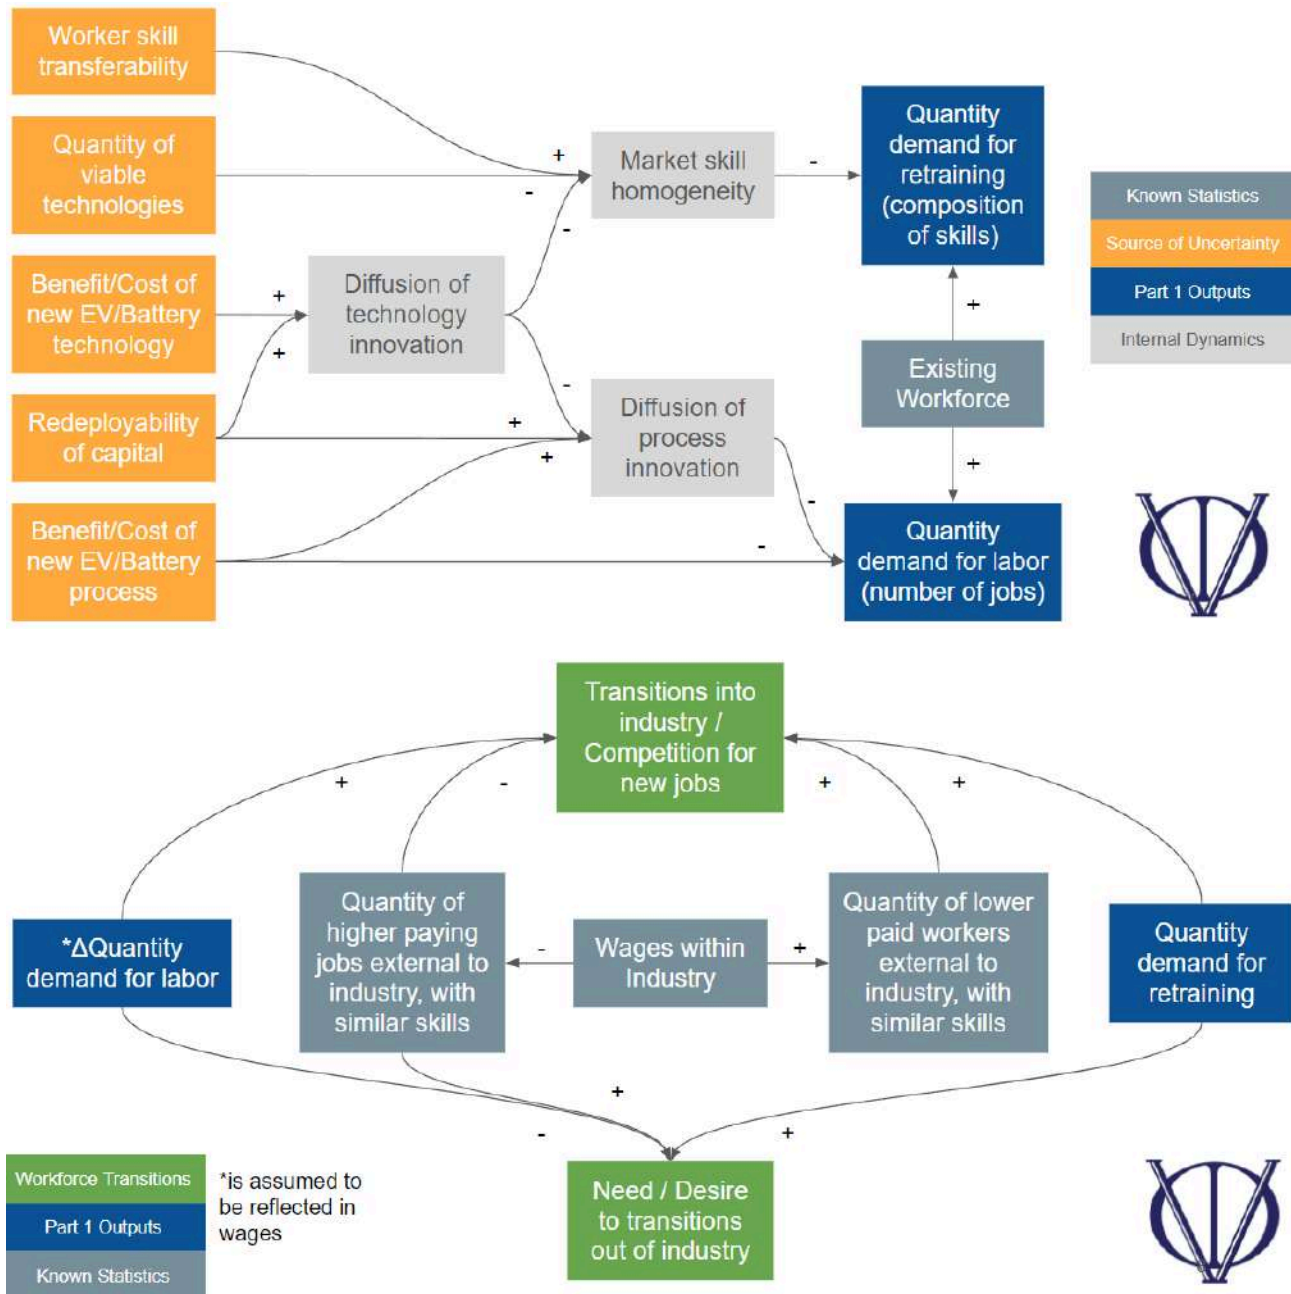 Worker skill
transferability
Quantity of
viable
technologies
Benefit/Cost of
new EV/Battery
technology
Redeployability
of capital
Benefit/Cost of
new EV/Battery
process
+
-
+
+
Diffusion of
technology
innovation
-
-
+
+
Market skill
homogeneity
-
Diffusion of
process
innovation
-
-
Quantity
demand for
retraining
(composition
of skills)
+
Existing
Workforce
+
Quantity
demand for labor
(number of jobs)
Known Statistics
Source of Uncertainty
Part 1 Outputs
Internal Dynamics
Transitions into
industry /
Competition for
new jobs
+
-
+
+
*ΔQuantity
demand for labor
Quantity of
higher paying
jobs external to
industry, with
similar skills
-
Wages within
Industry
+
Quantity of lower
paid workers
external to
industry, with
similar skills
Quantity
demand for
retraining
+
-
+
Need / Desire
to transitions
out of industry
Workforce Transitions
Part 1 Outputs
Known Statistics
*is assumed to
be reflected in
wages